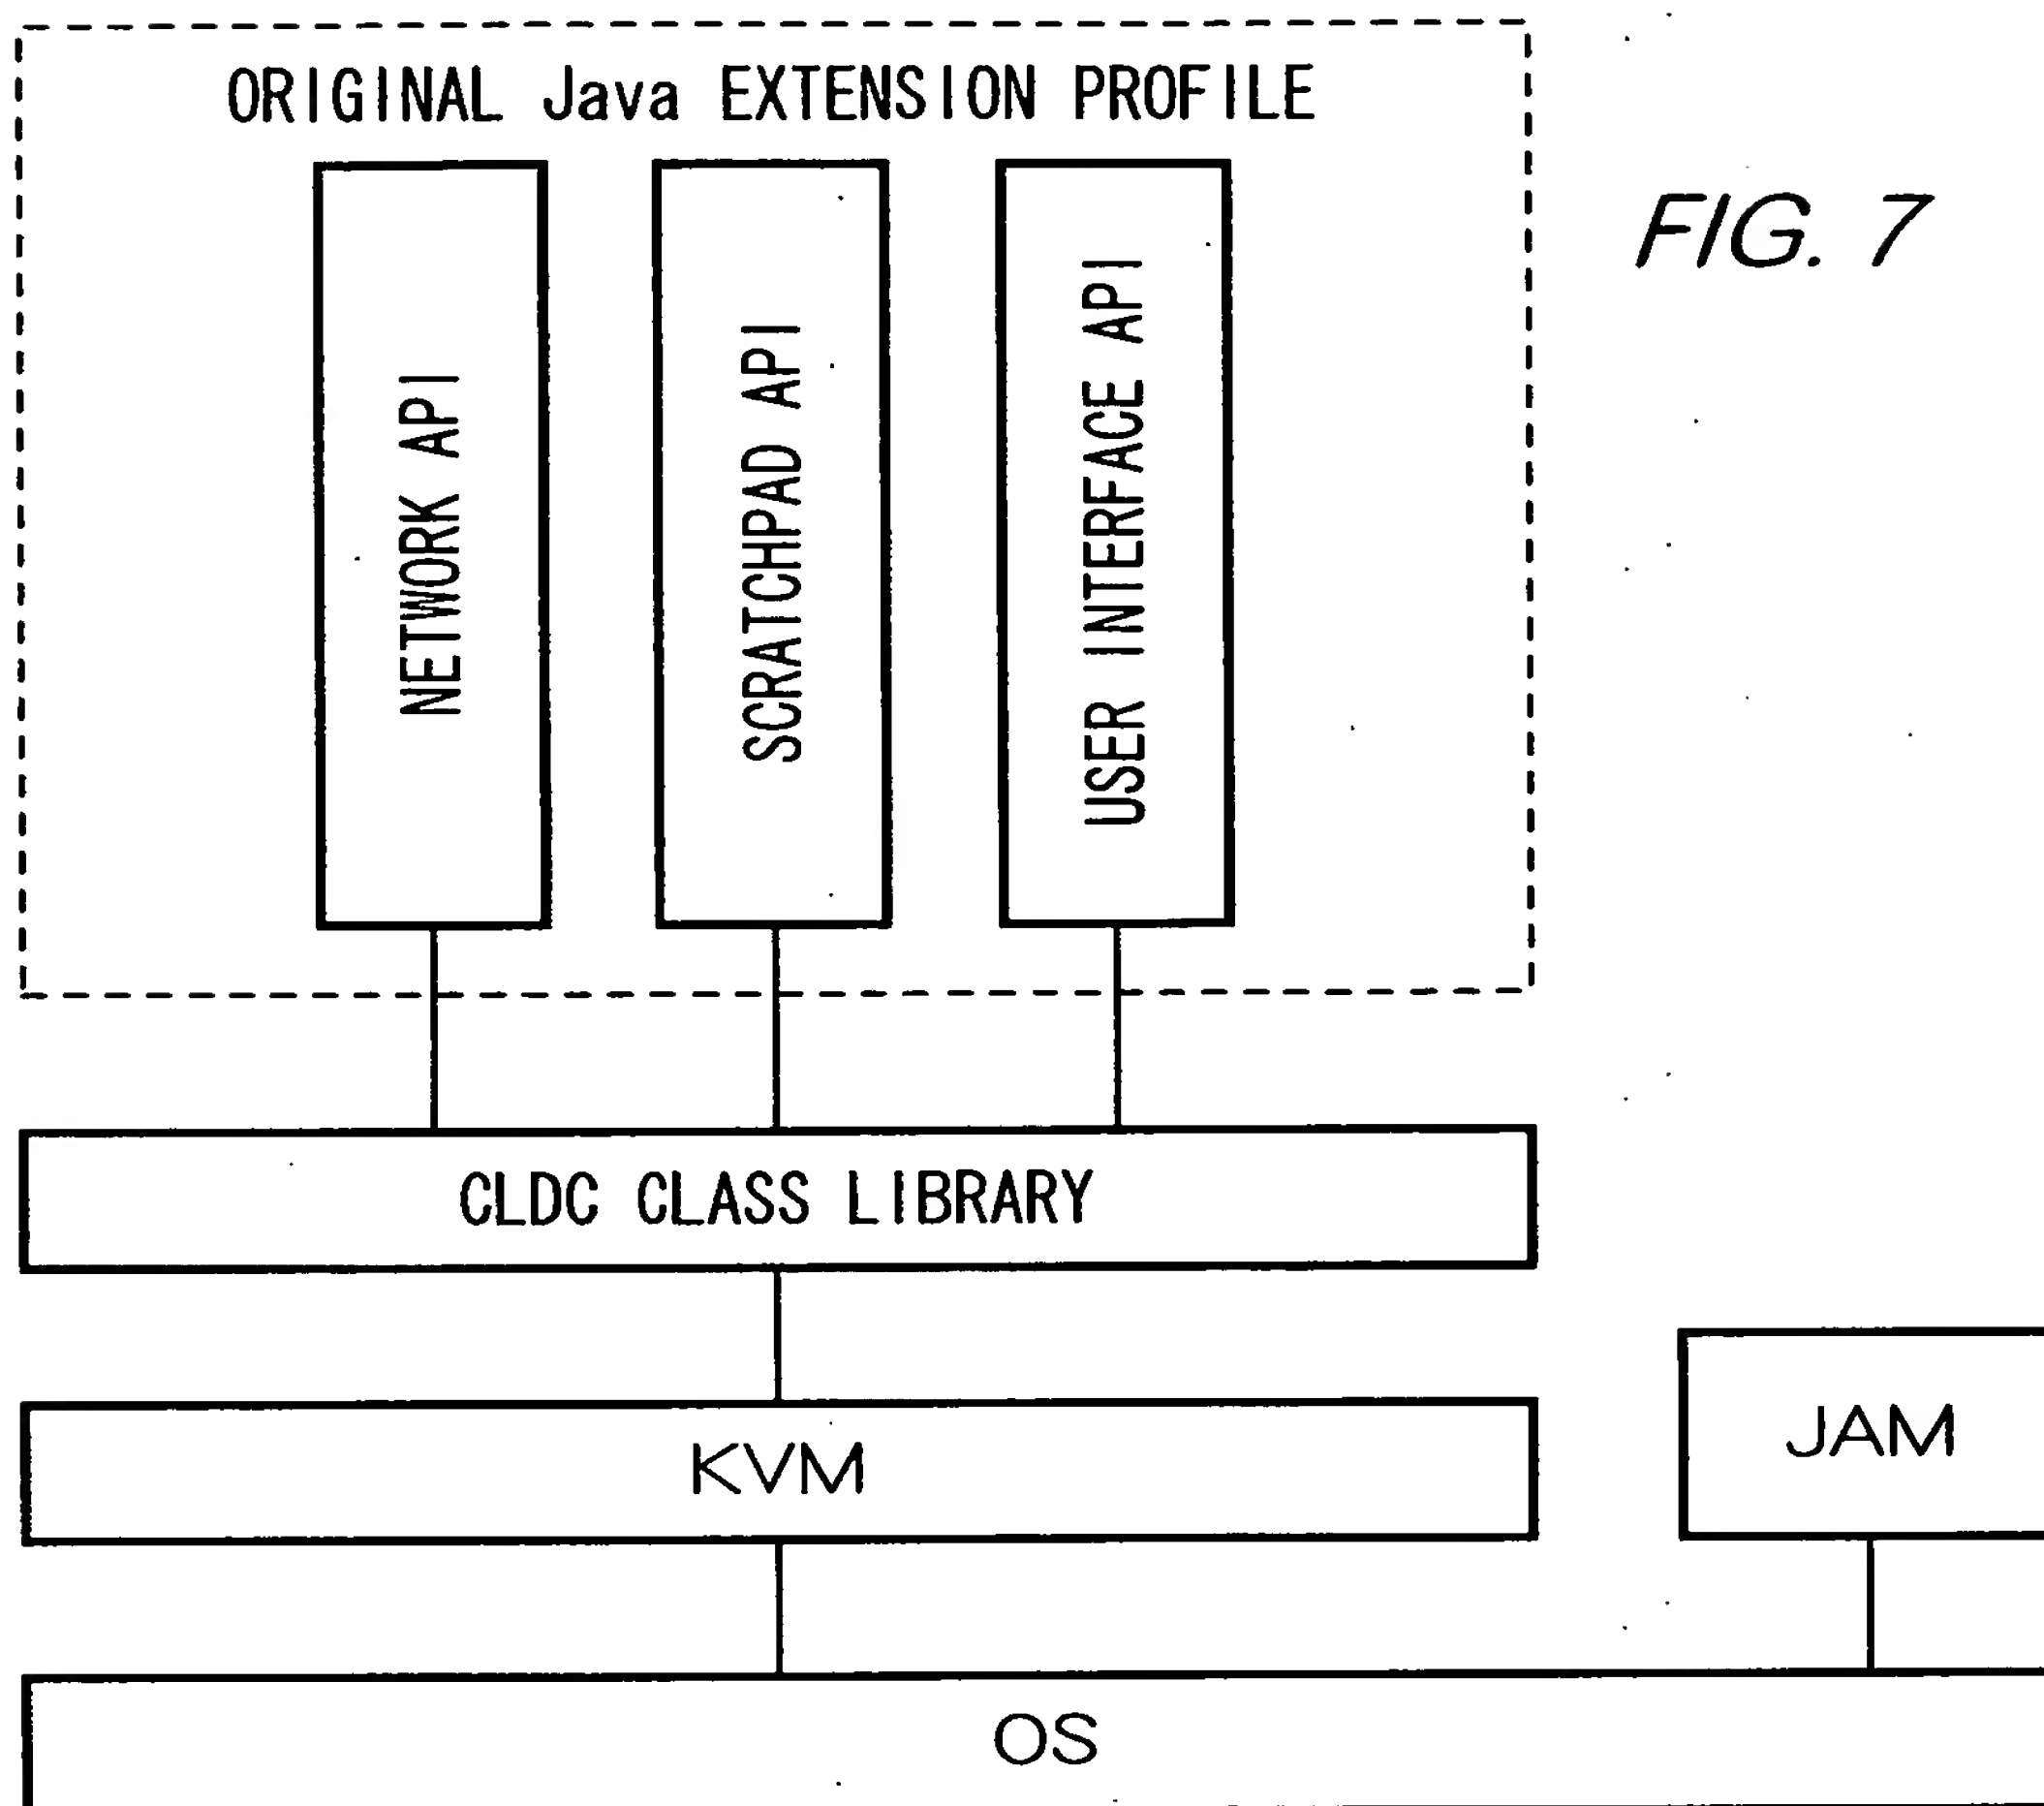 ORIGINAL Java EXTENSION PROFILE
FIG. 7
NETWORK API
SCRATCHPAD API
USER INTERFACE API
CLDC CLASS LIBRARY
JAM
KVM
OS